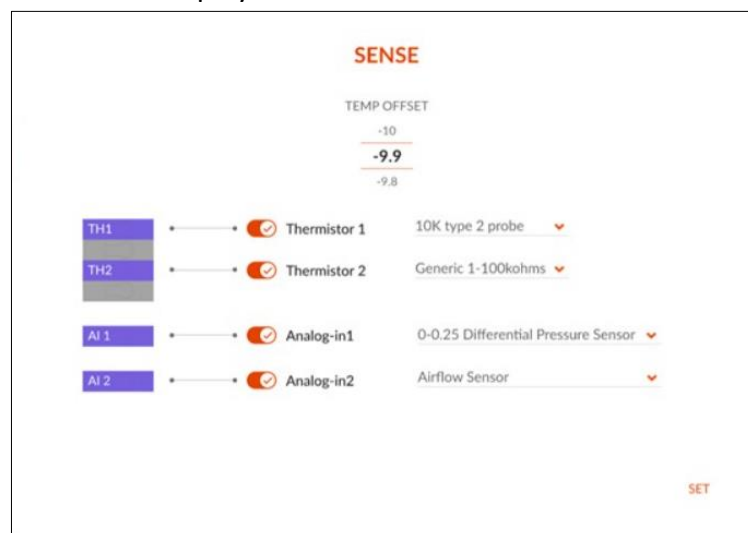 SENSE
TEMP OFFSET
-10
-9.9
-9.8
TH1 Thermistor 1 10K type 2 probe
TH2 Thermistor 2 Generic 1-100kohms
AI 1 Analog-in1 0-0.25 Differential Pressure Sensor
AI 2 Analog-in2 Airflow Sensor
SET